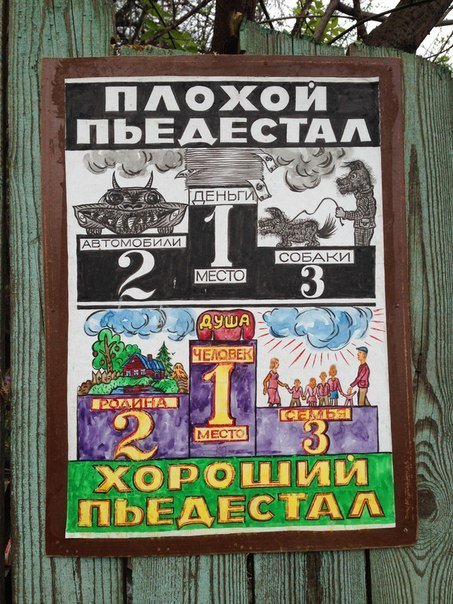 ПЛОХОЙ
ПЬЕДЕСТАЛ
ДЕНЬГИ
1
МЕСТО
АВТОМОБИЛИ
2
СОБАКИ
3
ДУША
ЧЕЛОВЕК
1
МЕСТО
РОДИНА
2
СЕМЬЯ
3
ХОРОШИЙ
ПЬЕДЕСТАЛ